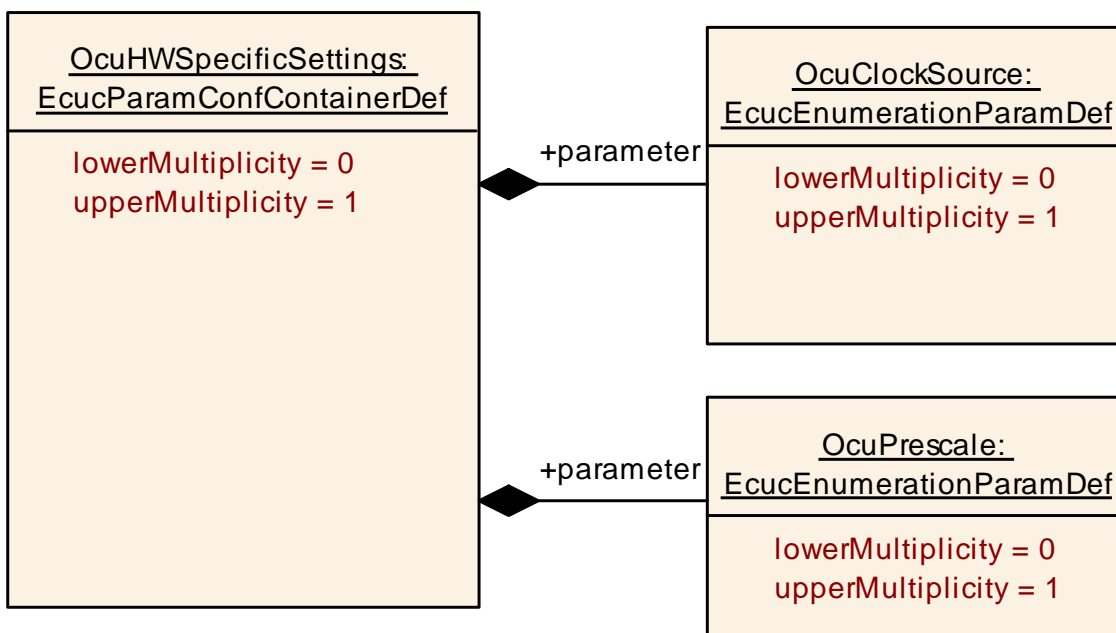 OcuHWSpecificSettings:
EcucParamConfContainerDef
lowerMultiplicity = 0
upperMultiplicity = 1
+parameter
OcuClockSource:
EcucEnumerationParamDef
lowerMultiplicity = 0
upperMultiplicity = 1
+parameter
OcuPrescale:
EcucEnumerationParamDef
lowerMultiplicity = 0
upperMultiplicity = 1